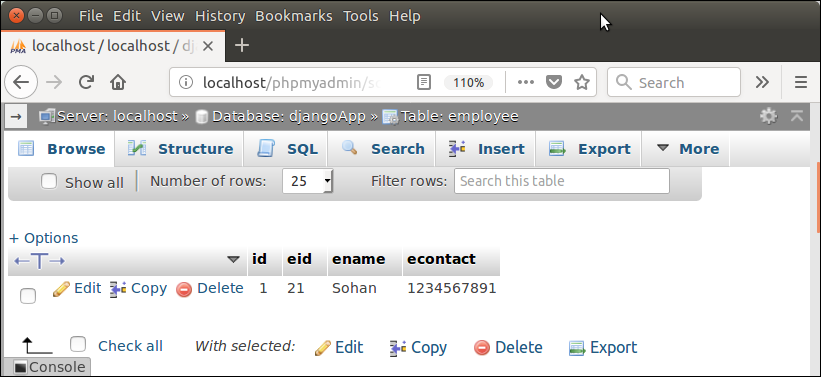 File Edit View History Bookmarks Tools Help
PMA localhost / localhost / dj
localhost/phpmyadmin/s 110% Search
Server: localhost » Database: djangoApp » Table: employee
Browse Structure SQL Search Insert Export More
Show all Number of rows: 25 Filter rows: Search this table
+ Options
←T→ id eid ename econtact
Edit Copy Delete 1 21 Sohan 1234567891
Check all With selected: Edit Copy Delete Export
Console